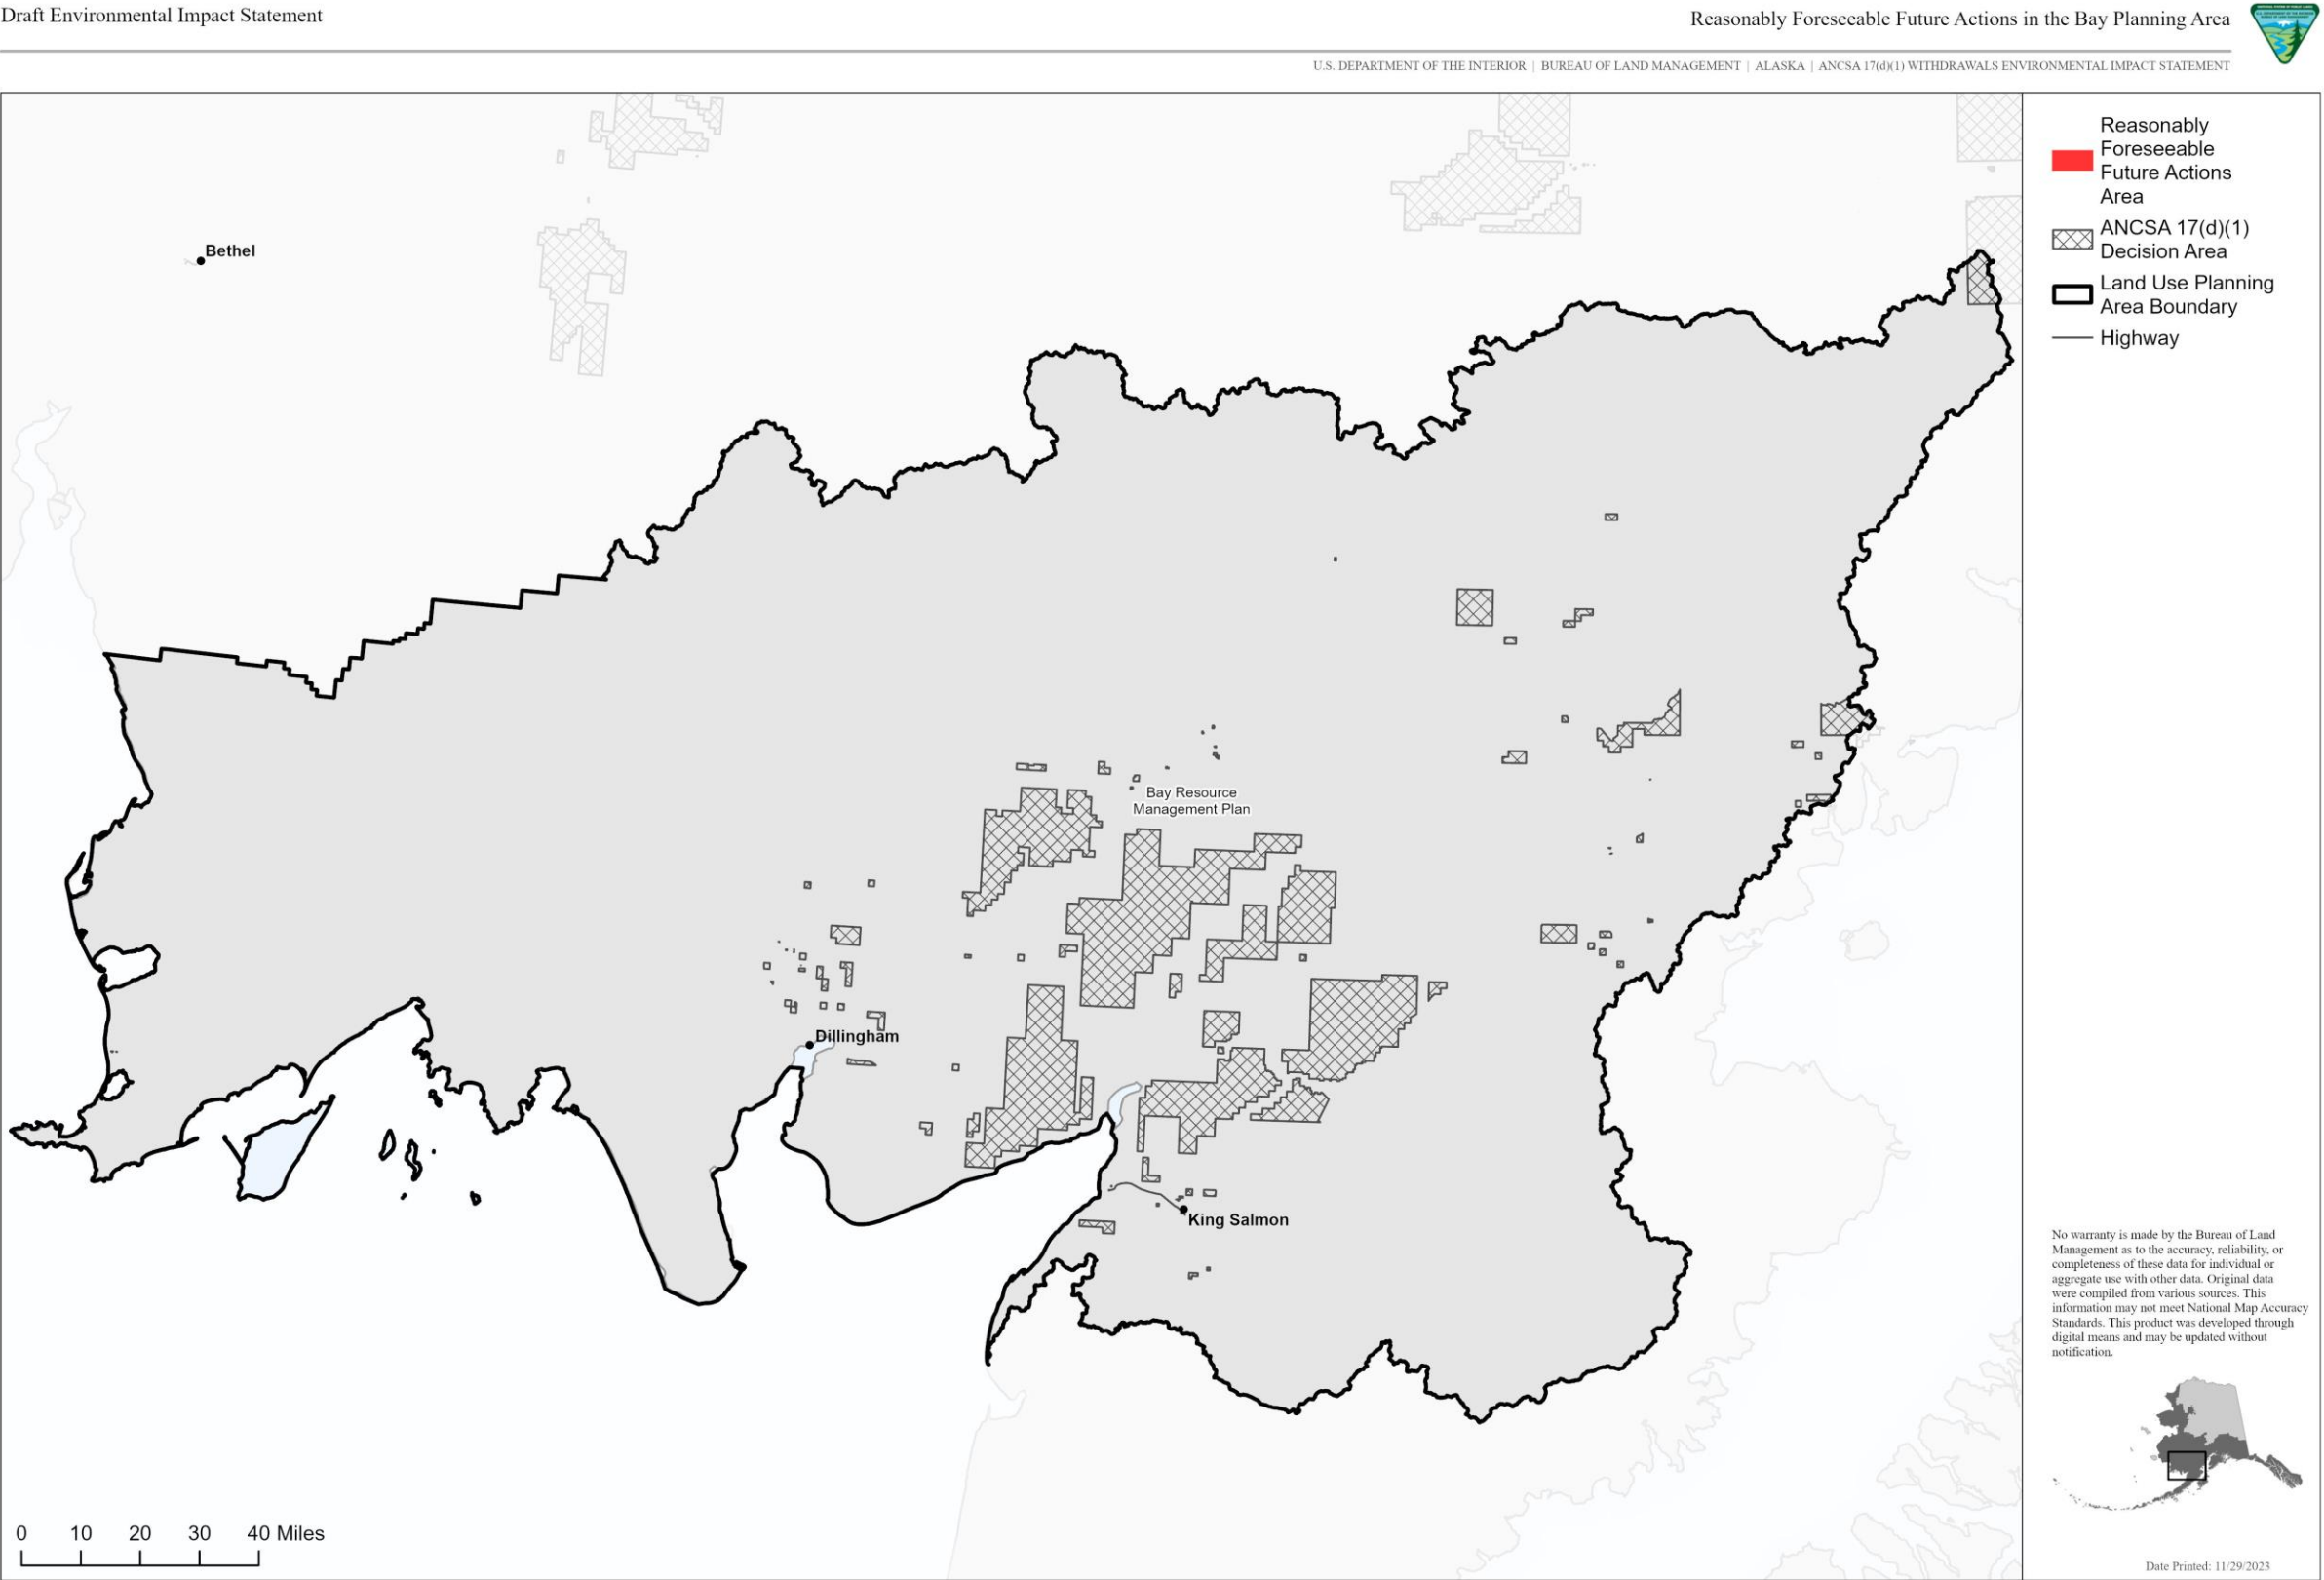 Draft Environmental Impact Statement
Reasonably Foreseeable Future Actions in the Bay Planning Area
U.S. DEPARTMENT OF THE INTERIOR | BUREAU OF LAND MANAGEMENT | ALASKA | ANCSA 17(d)(1) WITHDRAWALS ENVIRONMENTAL IMPACT STATEMENT
Reasonably
Foreseeable
Future Actions
Area
ANCSA 17(d)(1)
Decision Area
Land Use Planning
Area Boundary
Highway
Bethel
Bay Resource
Management Plan
Dillingham
King Salmon
0 10 20 30 40 Miles
No warranty is made by the Bureau of Land
Management as to the accuracy, reliability, or
completeness of these data for individual or
aggregate use with other data. Original data
were compiled from various sources. This
information may not meet National Map Accuracy
Standards. This product was developed through
digital means and may be updated without
notification.
Date Printed: 11/29/2023